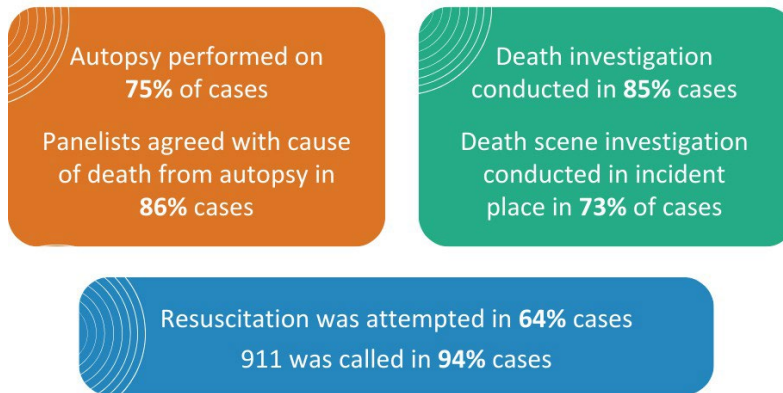 Autopsy performed on
75% of cases
Panelists agreed with cause
of death from autopsy in
86% cases
Death investigation
conducted in 85% cases
Death scene investigation
conducted in incident
place in 73% of cases
Resuscitation was attempted in 64% cases
911 was called in 94% cases